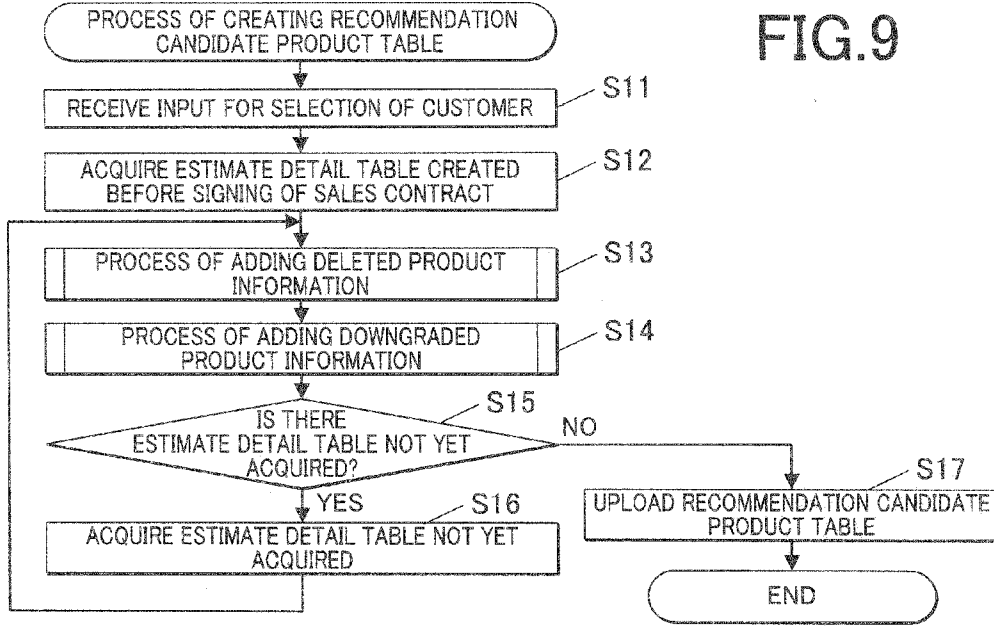 PROCESS OF CREATING RECOMMENDATION
CANDIDATE PRODUCT TABLE
FIG.9
RECEIVE INPUT FOR SELECTION OF CUSTOMER
S11
ACQUIRE ESTIMATE DETAIL TABLE CREATED
BEFORE SIGNING OF SALES CONTRACT
S12
PROCESS OF ADDING DELETED PRODUCT
INFORMATION
S13
PROCESS OF ADDING DOWNGRADED
PRODUCT INFORMATION
S14
IS THERE
ESTIMATE DETAIL TABLE NOT YET
ACQUIRED?
S15
NO
YES
S16
ACQUIRE ESTIMATE DETAIL TABLE NOT YET
ACQUIRED
S17
UPLOAD RECOMMENDATION CANDIDATE
PRODUCT TABLE
END